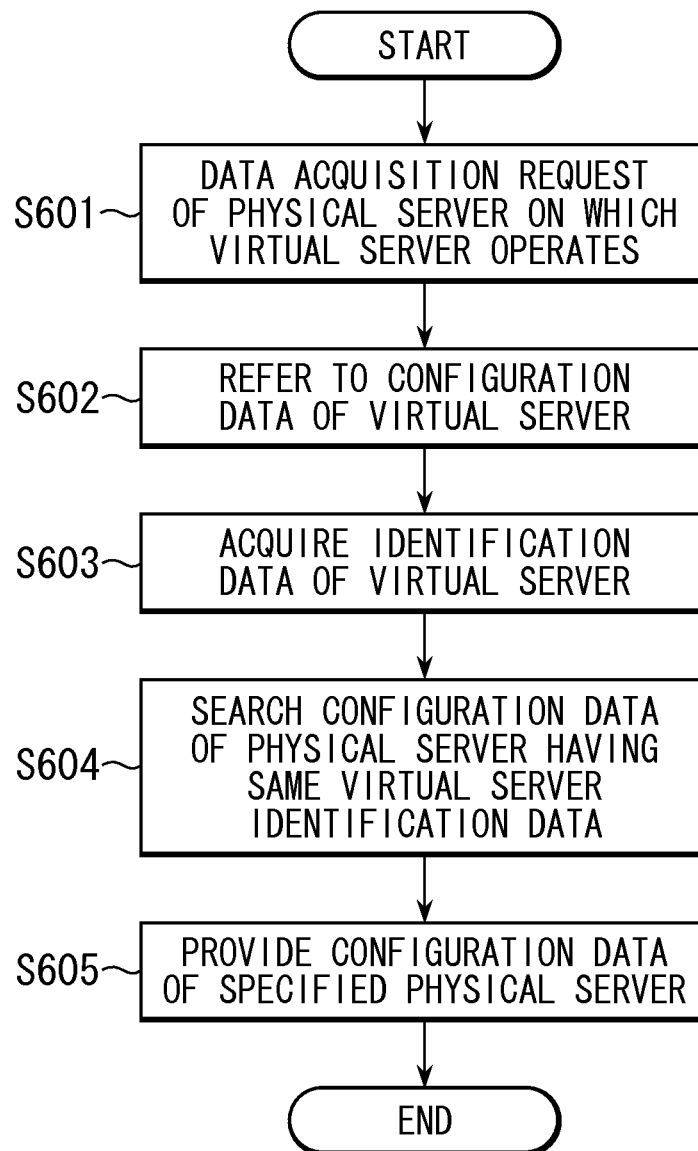 START
S601
DATA ACQUISITION REQUEST
OF PHYSICAL SERVER ON WHICH
VIRTUAL SERVER OPERATES
S602
REFER TO CONFIGURATION
DATA OF VIRTUAL SERVER
S603
ACQUIRE IDENTIFICATION
DATA OF VIRTUAL SERVER
S604
SEARCH CONFIGURATION DATA
OF PHYSICAL SERVER HAVING
SAME VIRTUAL SERVER
IDENTIFICATION DATA
S605
PROVIDE CONFIGURATION DATA
OF SPECIFIED PHYSICAL SERVER
END